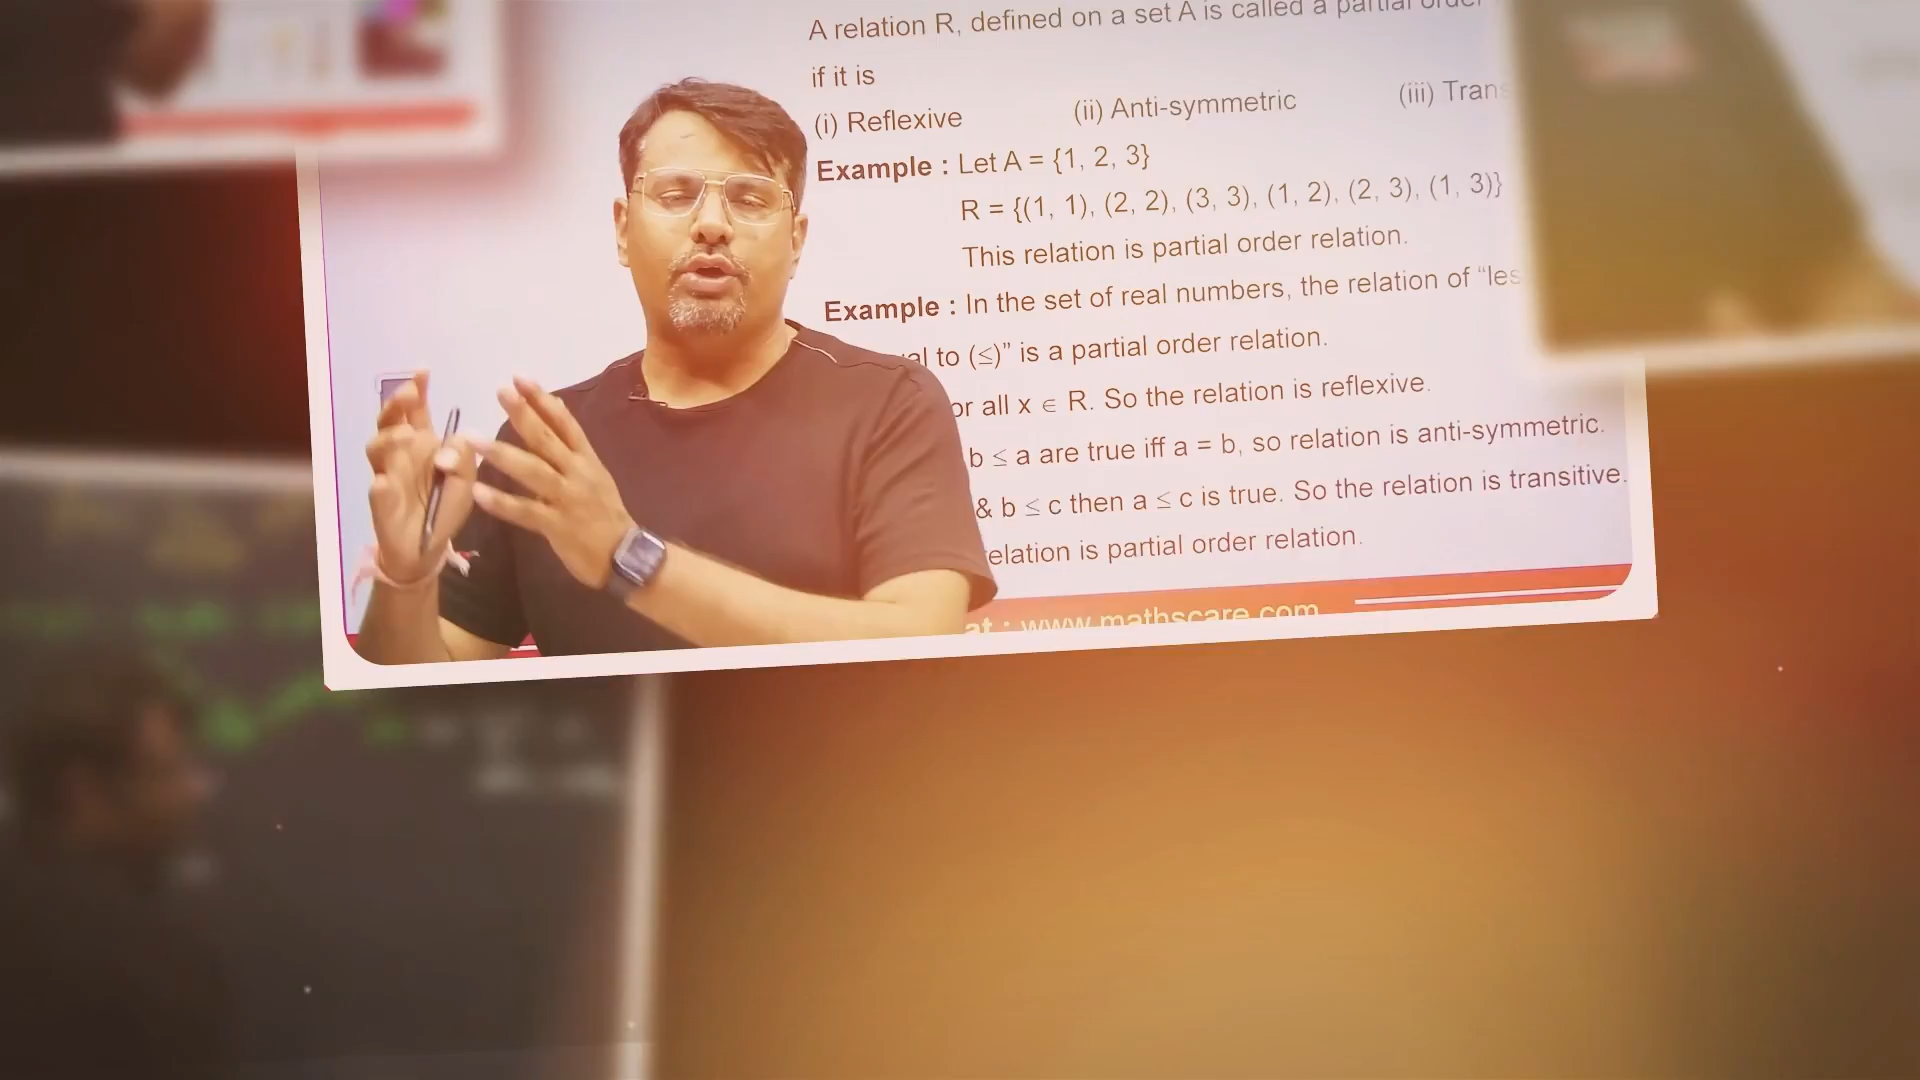 A relation R, defined on a set A is called a partial order
if it is
(i) Reflexive (ii) Anti-symmetric (iii)
Example : Let A = {1, 2, 3}
R = {(1, 1), (2, 2), (3, 3), (1, 2), (2, 3), (1, 3)}
This relation is partial order relation.
Example : In the set of real numbers, the relation of
to (≤)” is a partial order relation.
all x ∈ R. So the relation is reflexive.
b ≤ a are true iff a = b, so relation is anti-symmetric.
& b ≤ c then a ≤ c is true. So the relation is transitive.
is partial order relation.
at : www.mathscare.com